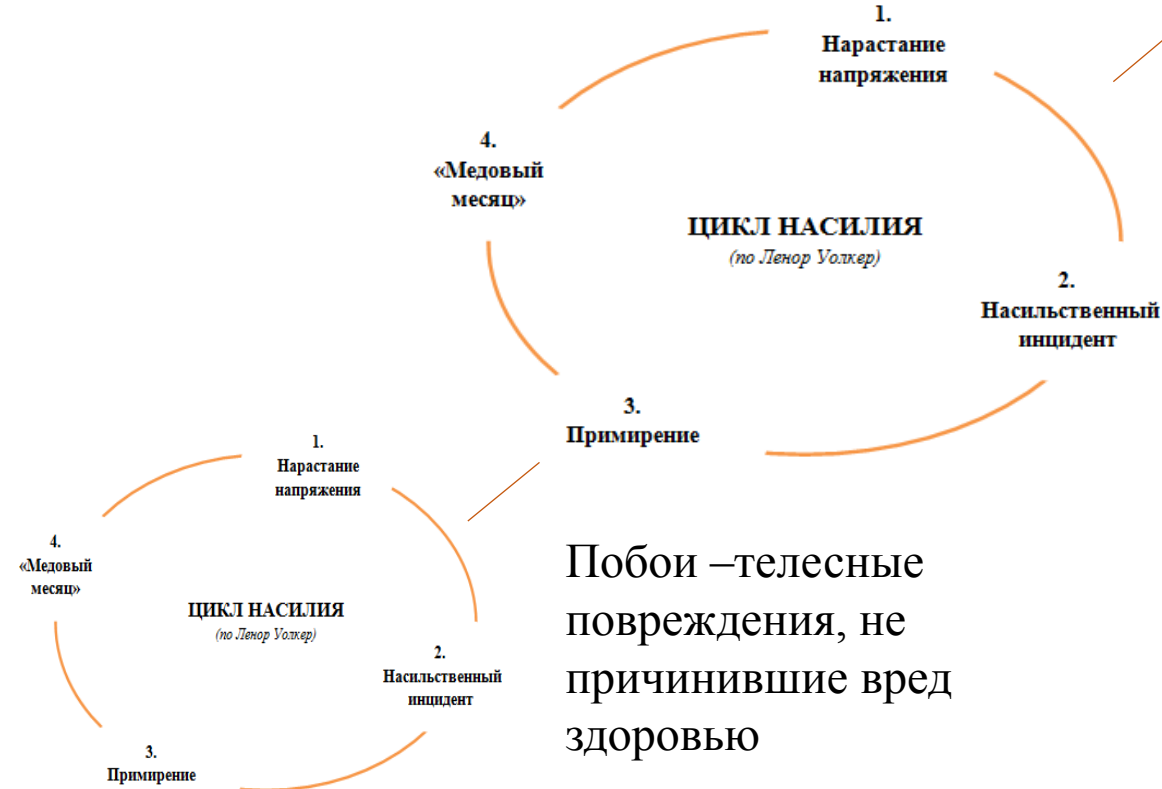 1.
Нарастание
напряжения
4.
«Медовый
месяц»
ЦИКЛ НАСИЛИЯ
(по Ленор Уолкер)
2.
Насильственный
инцидент
3.
Примирение
1.
Нарастание
напряжения
4.
«Медовый
месяц»
ЦИКЛ НАСИЛИЯ
(по Ленор Уолкер)
2.
Насильственный
инцидент
3.
Примирение
Побои –телесные
повреждения, не
причинившие вред
здоровью